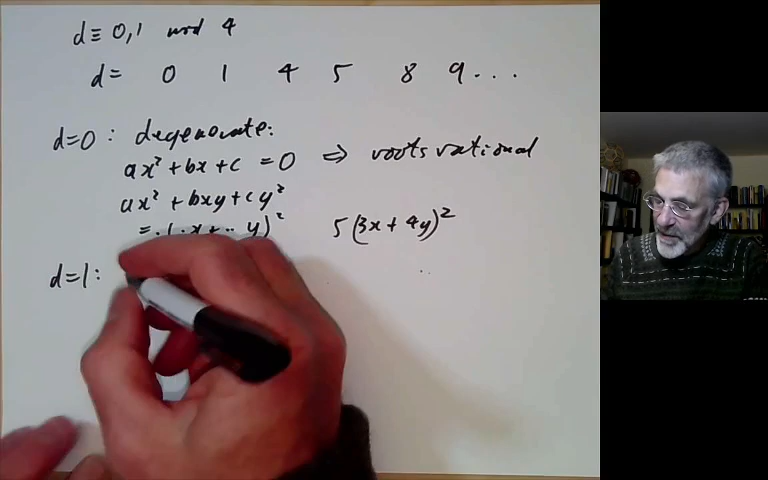 d ≡ 0,1 mod 4
d = 0 1 4 5 8 9 ...
d=0: degenerate:
ax² + bx + c = 0 ⇒ roots rational
ax² + bxy + cy²
= .(.x + .. y)² 5(3x + 4y)²
d=1: